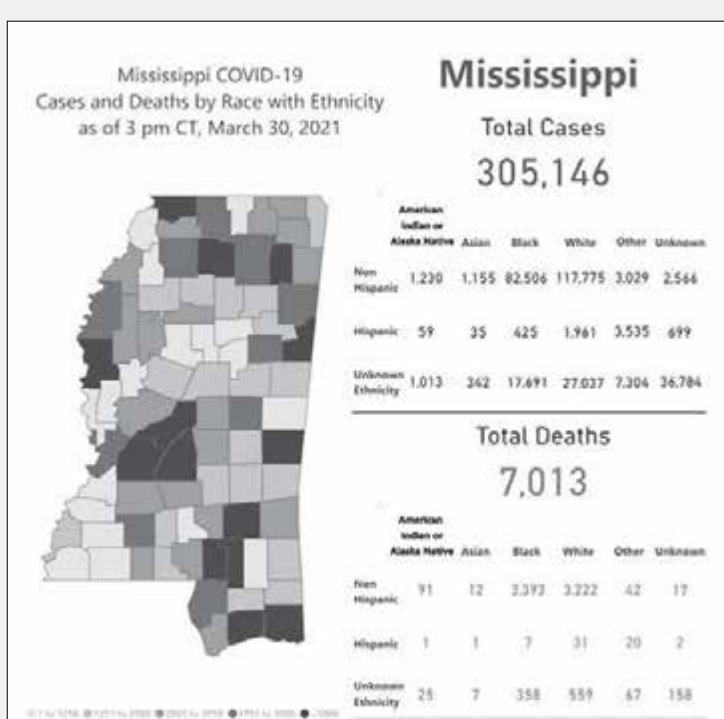 Mississippi COVID-19
Cases and Deaths by Race with Ethnicity
as of 3 pm CT, March 30, 2021
Mississippi
Total Cases
305,146
American Indian or Alaska Native Asian Black White Other Unknown
Non Hispanic 1,230 1,155 82,506 117,775 3,029 2,566
Hispanic 59 35 425 1,961 3,535 699
Unknown Ethnicity 1,013 342 17,691 27,037 7,304 36,784
Total Deaths
7,013
American Indian or Alaska Native Asian Black White Other Unknown
Non Hispanic 91 12 3,222 42 17
Hispanic 1 1 7 31 20 2
Unknown Ethnicity 25 7 358 559 67 158